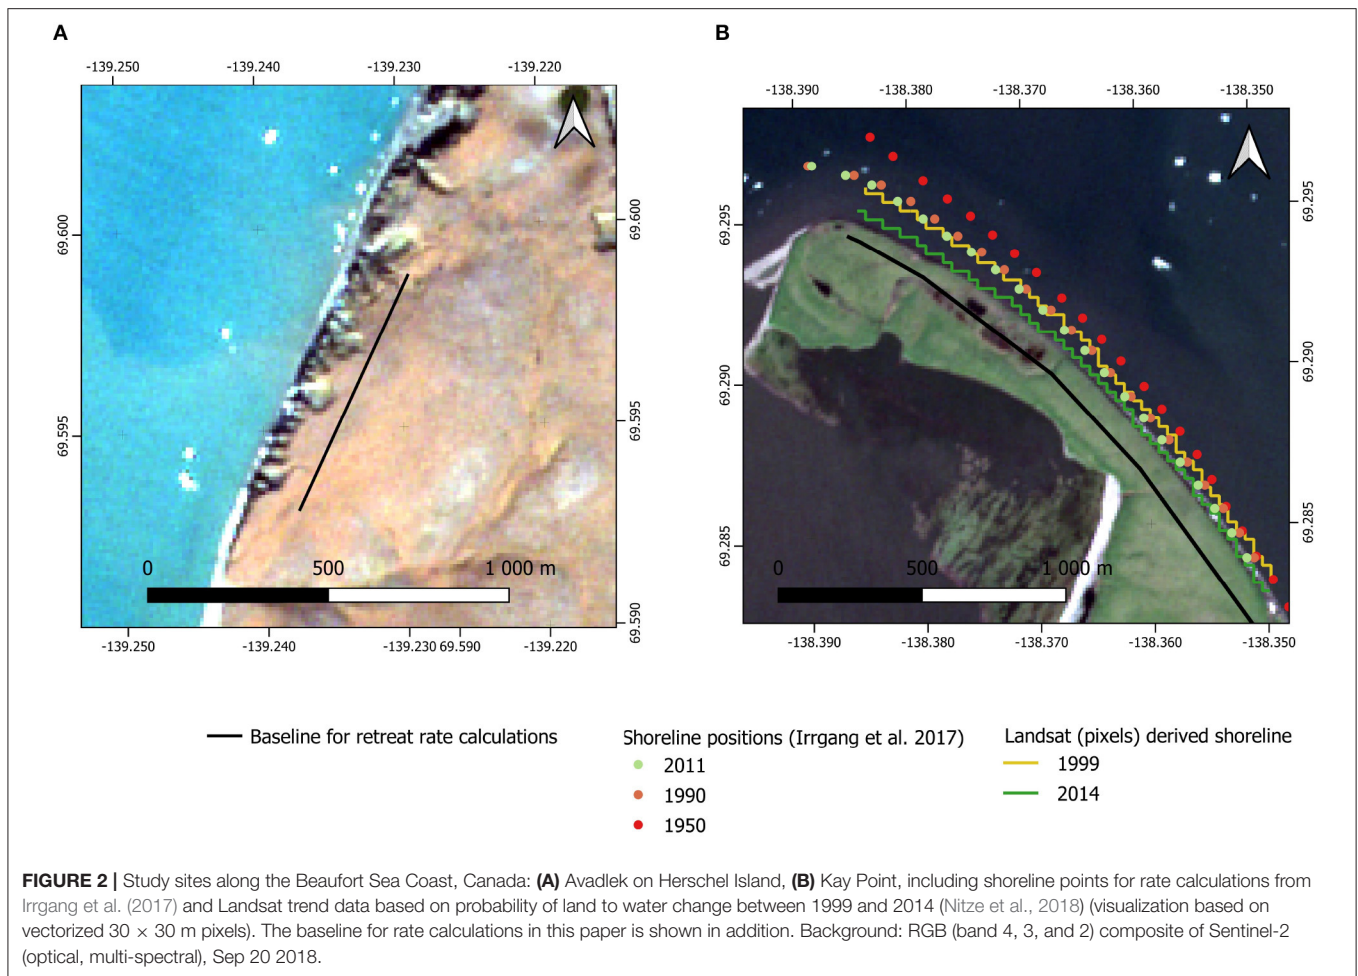 A
-139.250 -139.240 -139.230 -139.220
69.600
69.595
69.600
69.595
69.590
0 500 1 000 m
-139.250 -139.240 -139.230 69.590 -139.220
B
-138.390 -138.380 -138.370 -138.360 -138.350
69.295
69.290
69.285
69.295
69.290
69.285
0 500 1 000 m
-138.390 -138.380 -138.370 -138.360 -138.350
Baseline for retreat rate calculations
Shoreline positions (Irrgang et al. 2017)
2011
1990
1950
Landsat (pixels) derived shoreline
1999
2014
FIGURE 2 | Study sites along the Beaufort Sea Coast, Canada: (A) Avadlek on Herschel Island, (B) Kay Point, including shoreline points for rate calculations from
Irrgang et al. (2017) and Landsat trend data based on probability of land to water change between 1999 and 2014 (Nitze et al., 2018) (visualization based on
vectorized 30 × 30 m pixels). The baseline for rate calculations in this paper is shown in addition. Background: RGB (band 4, 3, and 2) composite of Sentinel-2
(optical, multi-spectral), Sep 20 2018.